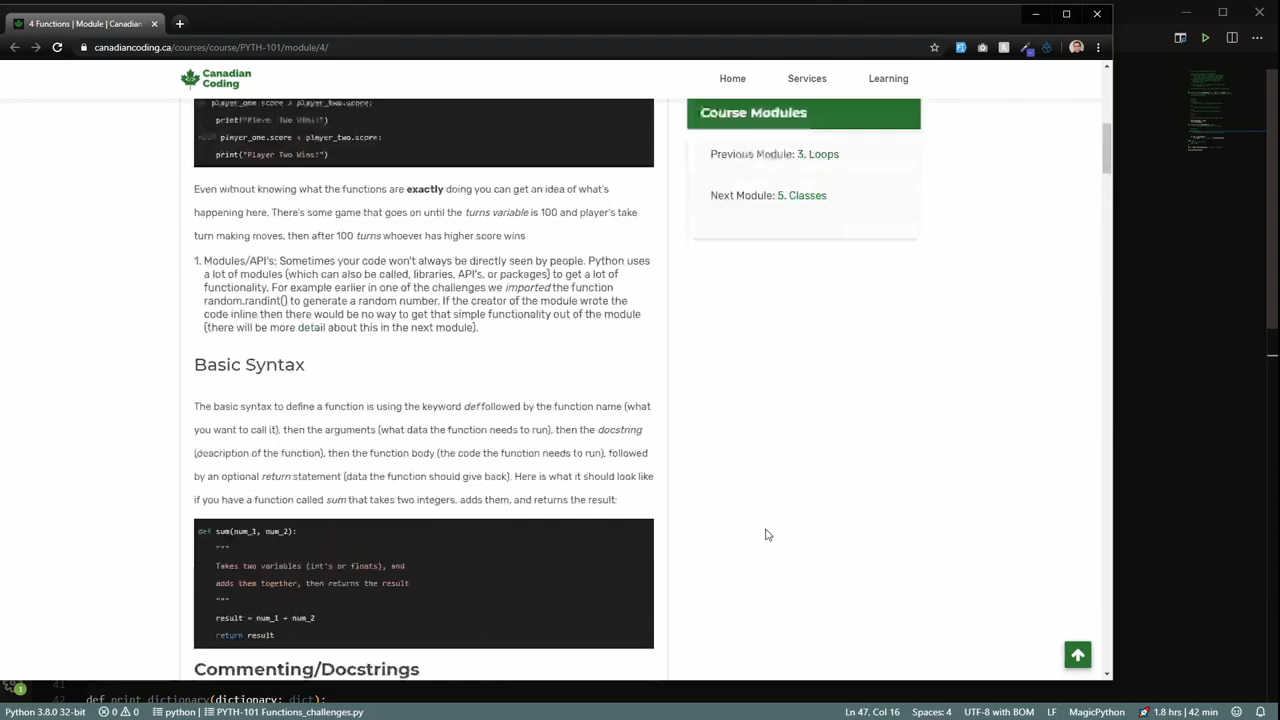 4 Functions | Module | Canadian
canadiancoding.ca/courses/course/PYTH-101/module/4/
Canadian
Coding
Home
Services
Learning
player_one.score > player_two.score:
print("Player Two Wins!")
player_one.score < player_two.score:
print("Player Two Wins!")
Course Modules
Previous Module: 3. Loops
Next Module: 5. Classes
Even without knowing what the functions are exactly doing you can get an idea of what's
happening here. There's some game that goes on until the turns variable is 100 and player's take
turn making moves, then after 100 turns whoever has higher score wins
1. Modules/API's; Sometimes your code won't always be directly seen by people. Python uses
a lot of modules (which can also be called, libraries, API's, or packages) to get a lot of
functionality. For example earlier in one of the challenges we imported the function
random.randint() to generate a random number. If the creator of the module wrote the
code inline then there would be no way to get that simple functionality out of the module
(there will be more detail about this in the next module).
Basic Syntax
The basic syntax to define a function is using the keyword def followed by the function name (what
you want to call it), then the arguments (what data the function needs to run), then the docstring
(description of the function), then the function body (the code the function needs to run), followed
by an optional return statement (data the function should give back). Here is what it should look like
if you have a function called sum that takes two integers, adds them, and returns the result:
def sum(num_1, num_2):
"""
Takes two variables (int's or floats), and
adds them together, then returns the result
"""
result = num_1 + num_2
return result
Commenting/Docstrings
41
42 def print_dictionary(dictionary: dict):
1
Python 3.8.0 32-bit
0
0
python | PYTH-101 Functions_challenges.py
Ln 47, Col 16
Spaces: 4
UTF-8 with BOM
LF
MagicPython
1.8 hrs | 42 min